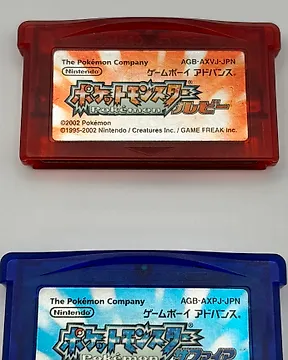 The Pokémon Company AGB-AXVJ-JPN
Nintendo ゲームボーイ アドバンス
ポケットモンスター
Pokémon ルビー
©2002 Pokémon
©1995-2002 Nintendo / Creatures inc. / GAME FREAK inc.
The Pokémon Company AGB-AXPJ-JPN
Nintendo ゲームボーイ アドバンス
ポケットモンスター
サファイア